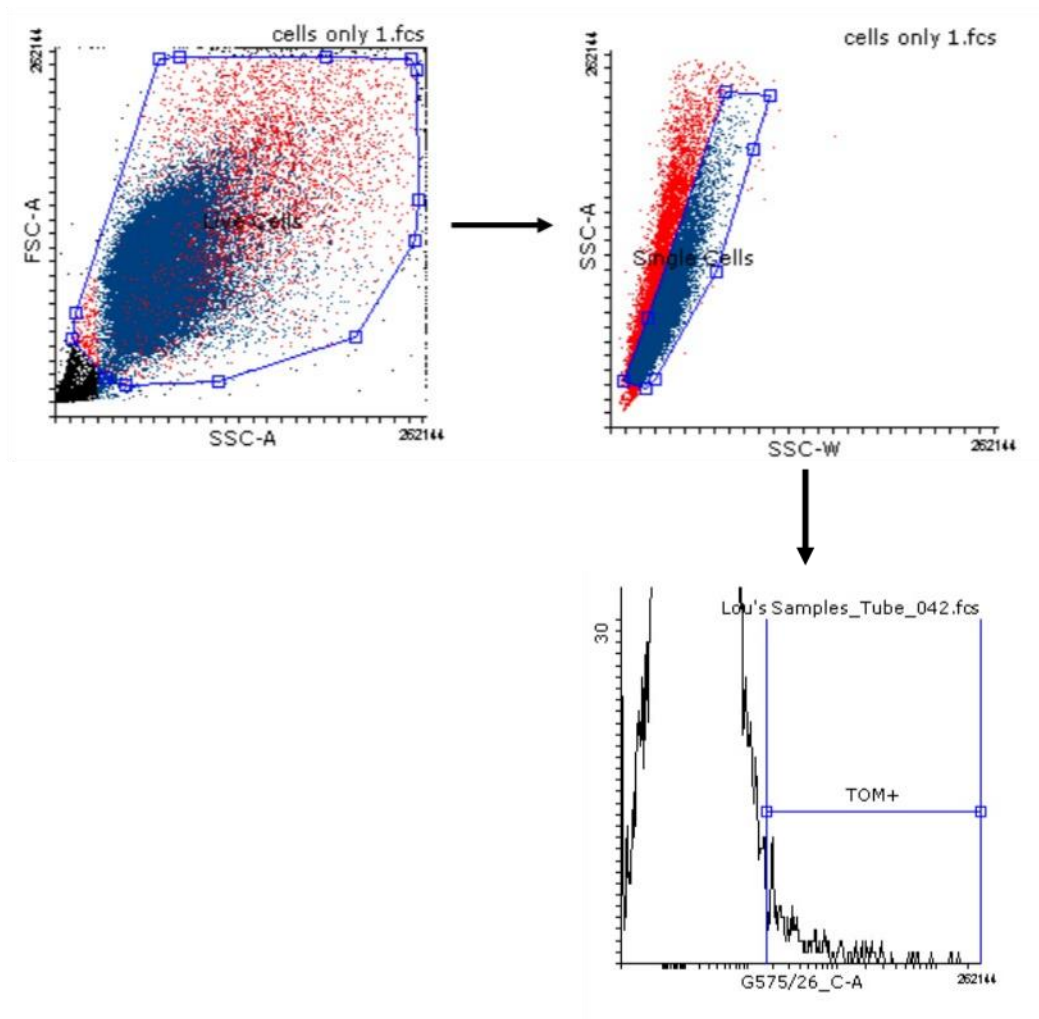 cells only 1.fcs
262144
FSC-A
Live Cells
SSC-A
262144
cells only 1.fcs
262144
SSC-A
Single Cells
SSC-W
262144
Lou's Samples_Tube_042.fcs
30
TOM+
G575/26_C-A
262144